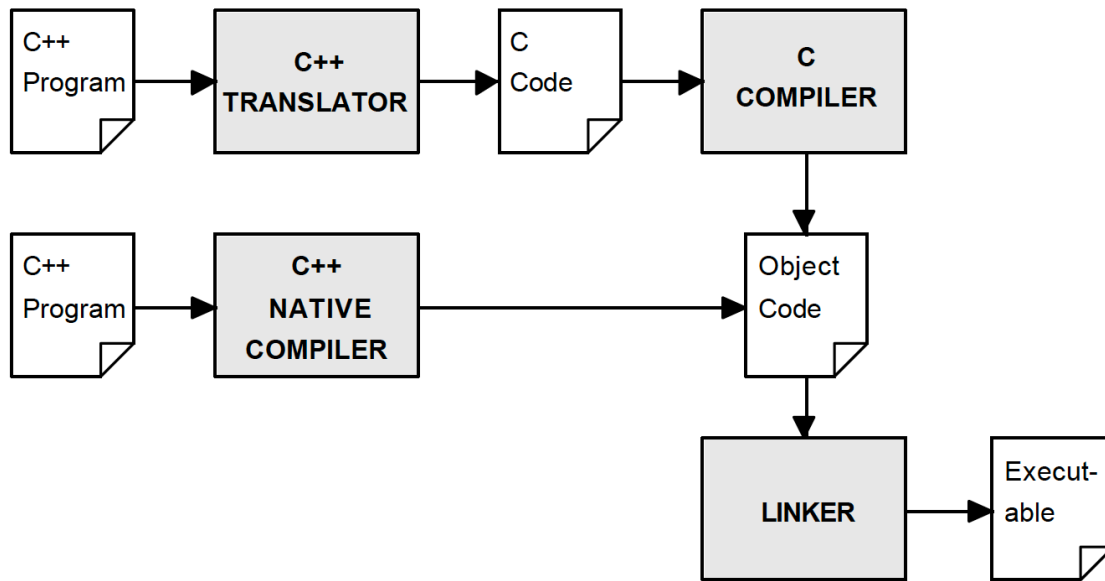 C++
Program
C++
TRANSLATOR
C
Code
C
COMPILER
C++
Program
C++
NATIVE
COMPILER
Object
Code
LINKER
Execut-
able